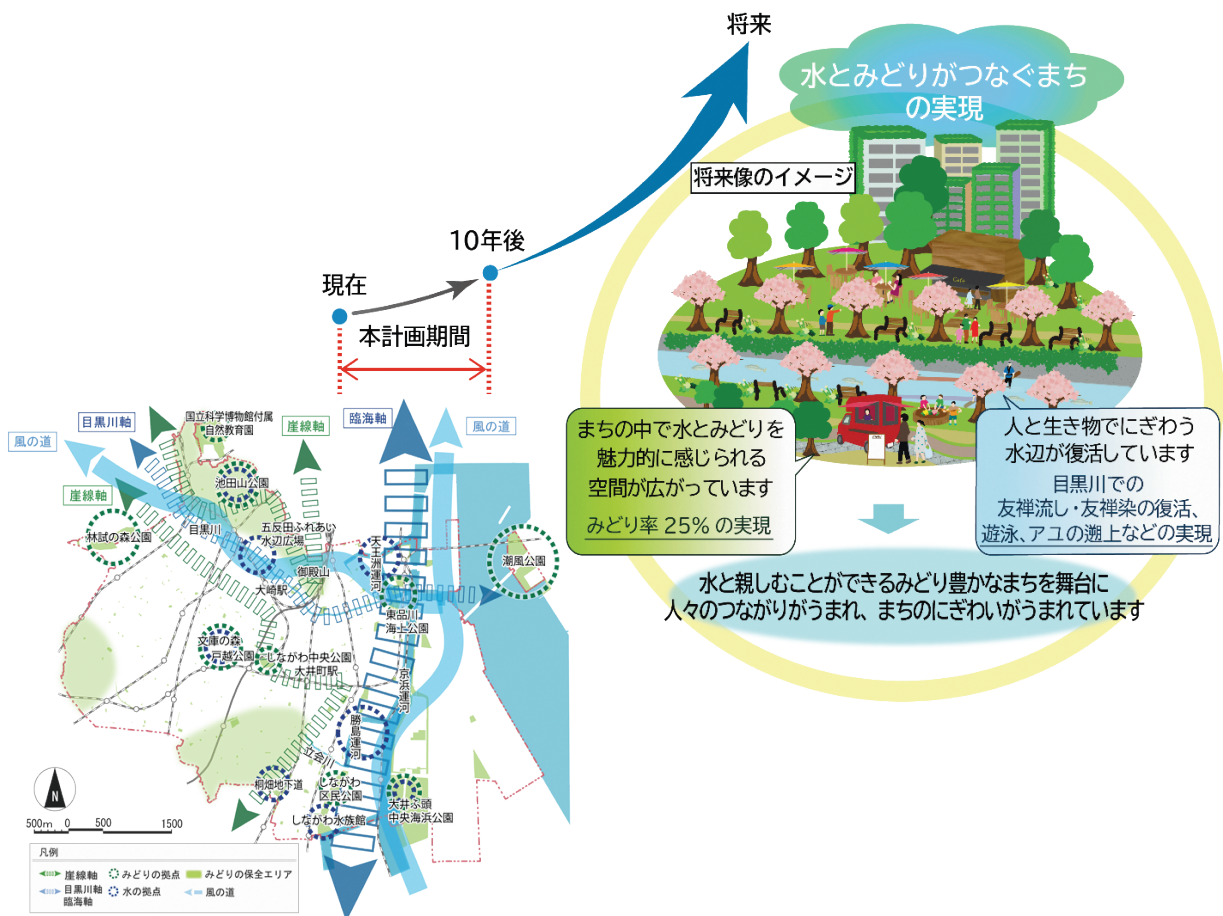 将来
水とみどりがつなぐまち
の実現
将来像のイメージ
10年後
現在
本計画期間
Cafe
まちの中で水とみどりを
魅力的に感じられる
空間が広がっています
みどり率 25% の実現
人と生き物でにぎわう
水辺が復活しています
目黒川での
友禅流し・友禅染の復活、
遊泳、アユの遡上などの実現
水と親しむことができるみどり豊かなまちを舞台に
人々のつながりがうまれ、まちのにぎわいがうまれています
風の道
目黒川軸
国立科学博物館付属
自然教育園
崖線軸
臨海軸
風の道
崖線軸
池田山公園
林試の森公園
目黒川
五反田ふれあい
水辺広場
御殿山
大崎駅
天王洲運河
潮風公園
東品川
海上公園
文庫の森
戸越公園
しながわ中央公園
大井町駅
京浜運河
勝島運河
立会川
桐畑地下道
しながわ
区民公園
しながわ水族館
大井ふ頭
中央海浜公園
N
500m 0 500 1500
凡例
崖線軸
みどりの拠点
みどりの保全エリア
目黒川軸
臨海軸
水の拠点
風の道